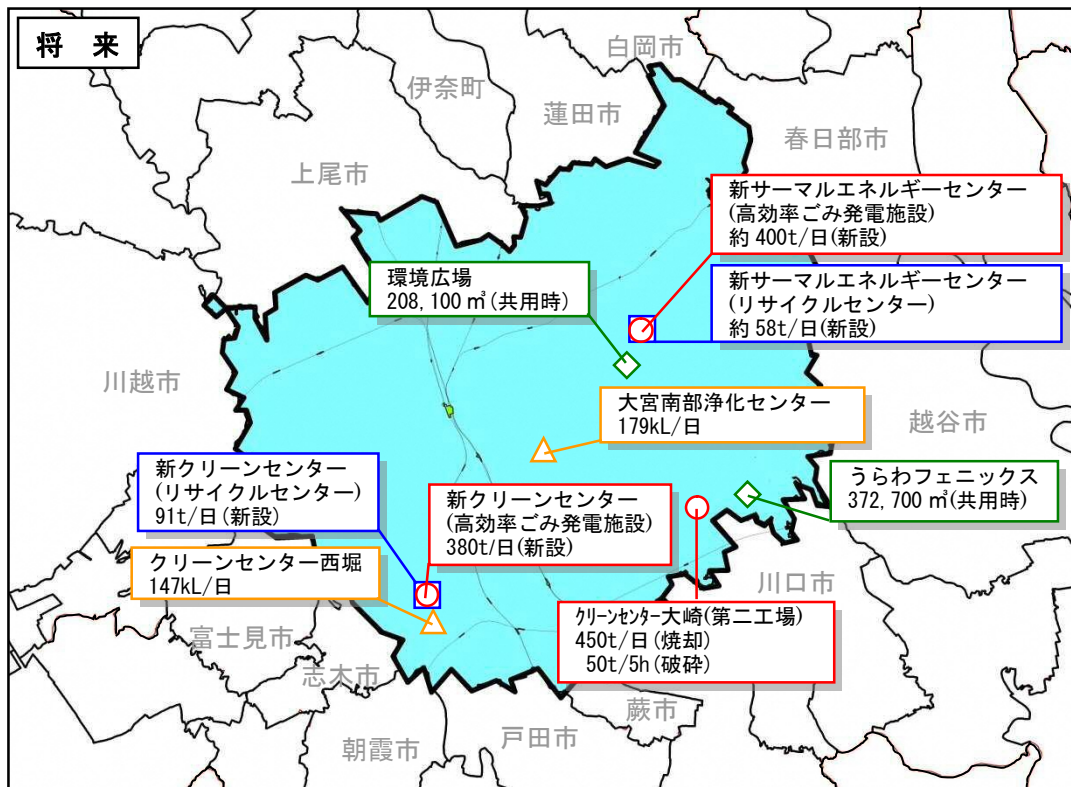 将 来
白岡市
伊奈町
蓮田市
春日部市
上尾市
新サーマルエネルギーセンター
(高効率ごみ発電施設)
約400t/日(新設)
環境広場
208,100㎡(共用時)
新サーマルエネルギーセンター
(リサイクルセンター)
約58t/日(新設)
川越市
大宮南部浄化センター
179kL/日
越谷市
新クリーンセンター
(リサイクルセンター)
91t/日(新設)
新クリーンセンター
(高効率ごみ発電施設)
380t/日(新設)
うらわフェニックス
372,700㎡(共用時)
クリーンセンター西堀
147kL/日
川口市
クリーンセンター大崎(第二工場)
450t/日(焼却)
50t/5h(破砕)
富士見市
志木市
蕨市
戸田市
朝霞市